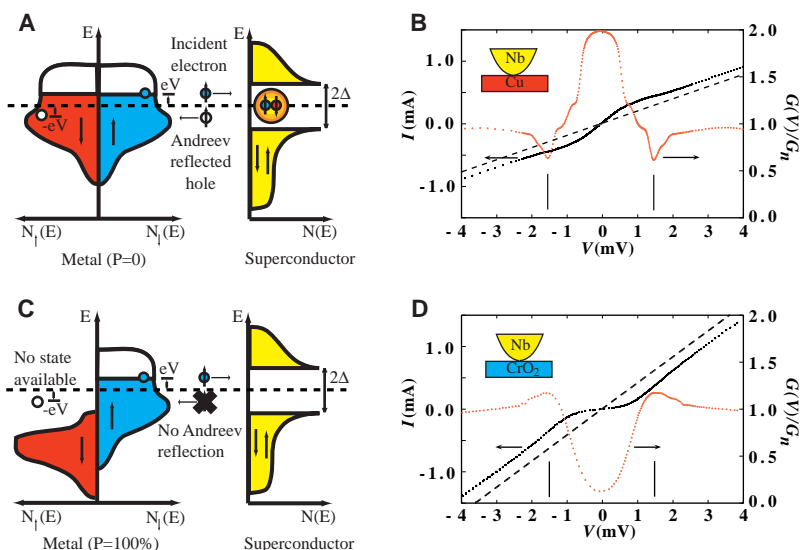 A
E
E
Incident
electron
eV
-eV
2Δ
Andreev
reflected
hole
N↑(E)
N↓(E)
N(E)
Metal (P=0)
Superconductor
B
Nb
Cu
I (mA)
1.0
0.0
-1.0
2.0
1.5
1.0
0.5
0.0
G(V)/Gn
- 4 - 3 - 2 - 1 0 1 2 3 4
V(mV)
C
E
E
No state
available
eV
-eV
2Δ
No Andreev
reflection
N↑(E)
N↓(E)
N(E)
Metal (P=100%)
Superconductor
D
Nb
CrO2
I (mA)
1.0
0.0
-1.0
2.0
1.5
1.0
0.5
0.0
G(V)/Gn
- 4 - 3 - 2 - 1 0 1 2 3 4
V(mV)